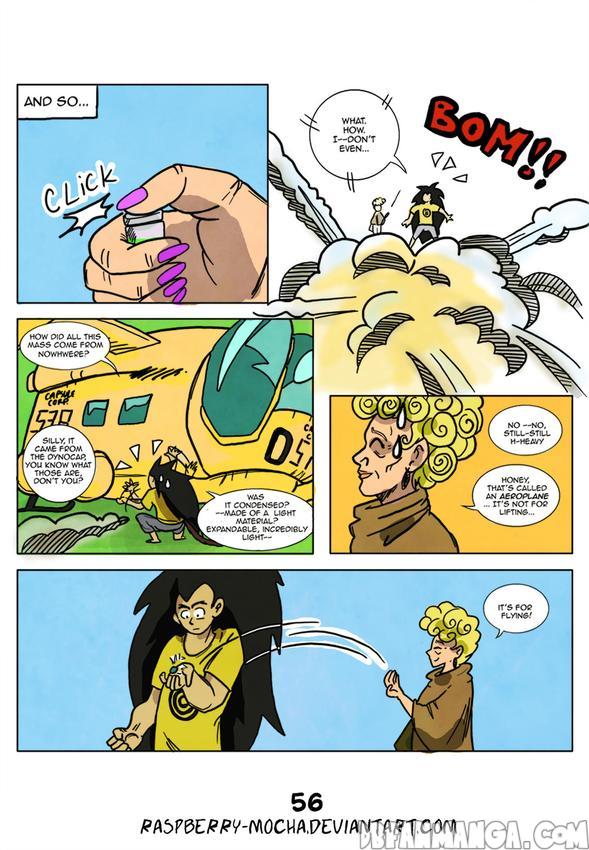 AND SO...
CLICK
WHAT.
HOW.
I--DON'T
EVEN...
BOM!!
HOW DID ALL THIS
MASS COME FROM
NOWHWERE?
CAPSULE
CORP.
SILLY, IT
CAME
FROM
THE DYNOCAP,
YOU KNOW
WHAT
THOSE ARE,
DON'T YOU?
WAS
IT CONDENSED?
--MADE OF A LIGHT
MATERIAL?
EXPANDABLE, INCREDIBLY
LIGHT--
NO --NO,
STILL-STILL
H-HEAVY
HONEY,
THAT'S CALLED
AN AEROPLANE
... IT'S NOT FOR
LIFTING...
IT'S FOR
FLYING!
56
RASPBERRY-MOCHA.DEVIANTART.COM
DBFANMANGA.COM